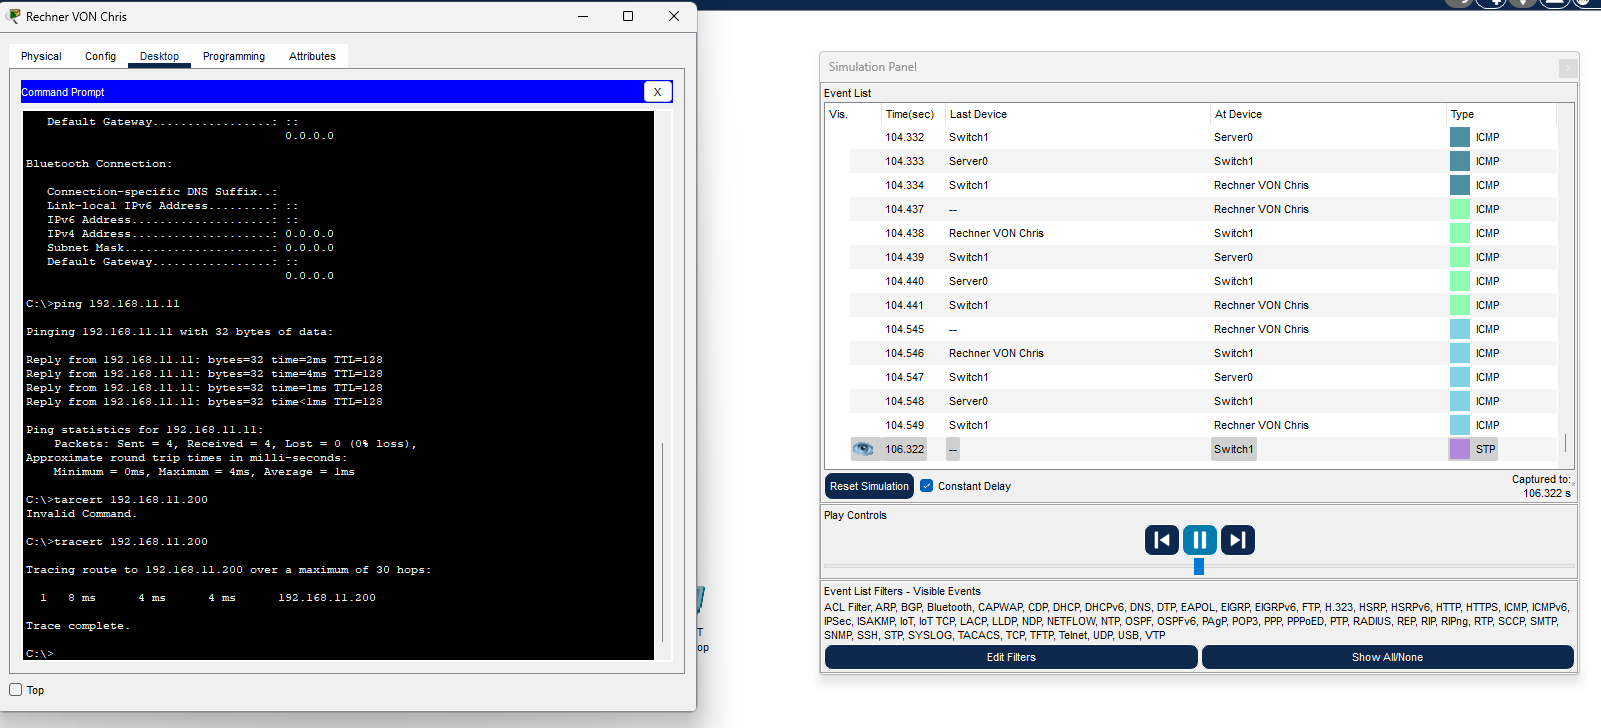 Rechner VON Chris
Physical Config Desktop Programming Attributes
Command Prompt X
Default Gateway.................: ::
0.0.0.0
Bluetooth Connection:
Connection-specific DNS Suffix..:
Link-local IPv6 Address.........: ::
IPv6 Address....................: ::
IPv4 Address....................: 0.0.0.0
Subnet Mask.....................: 0.0.0.0
Default Gateway.................: ::
0.0.0.0
C:\>ping 192.168.11.11
Pinging 192.168.11.11 with 32 bytes of data:
Reply from 192.168.11.11: bytes=32 time=2ms TTL=128
Reply from 192.168.11.11: bytes=32 time=4ms TTL=128
Reply from 192.168.11.11: bytes=32 time=1ms TTL=128
Reply from 192.168.11.11: bytes=32 time<1ms TTL=128
Ping statistics for 192.168.11.11:
Packets: Sent = 4, Received = 4, Lost = 0 (0% loss),
Approximate round trip times in milli-seconds:
Minimum = 0ms, Maximum = 4ms, Average = 1ms
C:\>tarcert 192.168.11.200
Invalid Command.
C:\>tracert 192.168.11.200
Tracing route to 192.168.11.200 over a maximum of 30 hops:
1 8 ms 4 ms 4 ms 192.168.11.200
Trace complete.
C:\>
Top
T
op
Simulation Panel
Event List
Vis. Time(sec) Last Device At Device Type
104.332 Switch1 Server0 ICMP
104.333 Server0 Switch1 ICMP
104.334 Switch1 Rechner VON Chris ICMP
104.437 -- Rechner VON Chris ICMP
104.438 Rechner VON Chris Switch1 ICMP
104.439 Switch1 Server0 ICMP
104.440 Server0 Switch1 ICMP
104.441 Switch1 Rechner VON Chris ICMP
104.545 -- Rechner VON Chris ICMP
104.546 Rechner VON Chris Switch1 ICMP
104.547 Switch1 Server0 ICMP
104.548 Server0 Switch1 ICMP
104.549 Switch1 Rechner VON Chris ICMP
106.322 -- Switch1 STP
Reset Simulation Constant Delay Captured to:
106.322 s
Play Controls
Event List Filters - Visible Events
ACL Filter, ARP, BGP, Bluetooth, CAPWAP, CDP, DHCP, DHCPv6, DNS, DTP, EAPOL, EIGRP, EIGRPv6, FTP, H.323, HSRP, HSRPv6, HTTP, HTTPS, ICMP, ICMPv6,
IPSec, ISAKMP, IoT, IoT TCP, LACP, LLDP, NDP, NETFLOW, NTP, OSPF, OSPFv6, PAgP, POP3, PPP, PPPoED, PTP, RADIUS, REP, RIP, RIPng, RTP, SCCP, SMTP,
SNMP, SSH, STP, SYSLOG, TACACS, TCP, TFTP, Telnet, UDP, USB, VTP
Edit Filters Show All/None